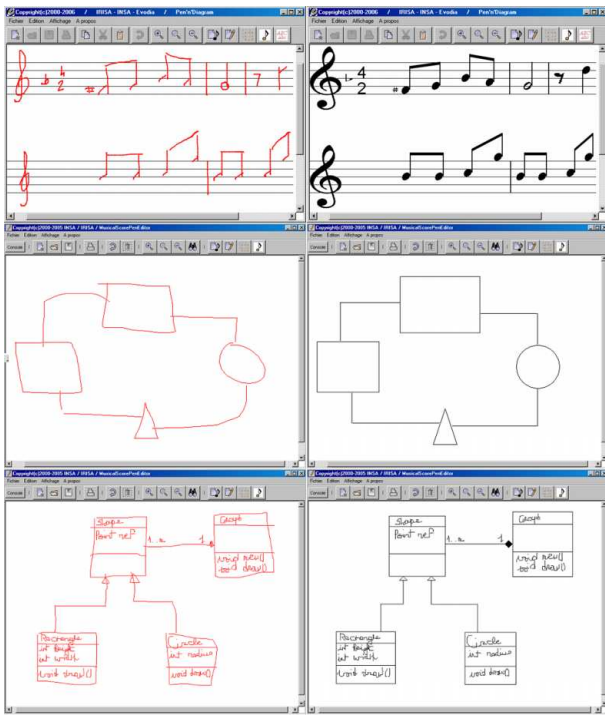 Copyright(c)2000-2006 / IRISA - INSA - Evodia / Pen'n'Diagram
Fichier Edition Affichage A propos
4
2
Copyright(c)2000-2006 / IRISA - INSA - Evodia / Pen'n'Diagram
Fichier Edition Affichage A propos
4
2
Copyright(c)2000-2005 INSA / IRISA / MusicalScorePenEditor
Fichier Edition Affichage A propos
Console
Copyright(c)2000-2005 INSA / IRISA / MusicalScorePenEditor
Fichier Edition Affichage A propos
Console
Copyright(c)2000-2005 INSA / IRISA / MusicalScorePenEditor
Fichier Edition Affichage A propos
Console
Shape
Point ref
1..n
1
Graph
void new()
void draw()
Rectangle
int height
int width
void draw()
Circle
int radius
void draw()
Copyright(c)2000-2005 INSA / IRISA / MusicalScorePenEditor
Fichier Edition Affichage A propos
Console
Shape
Point ref
1..n
1
Graph
void new()
void draw()
Rectangle
int height
int width
void draw()
Circle
int radius
void draw()